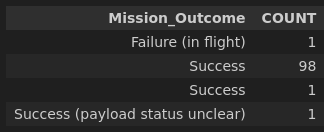 Mission_Outcome COUNT
Failure (in flight) 1
Success 98
Success 1
Success (payload status unclear) 1